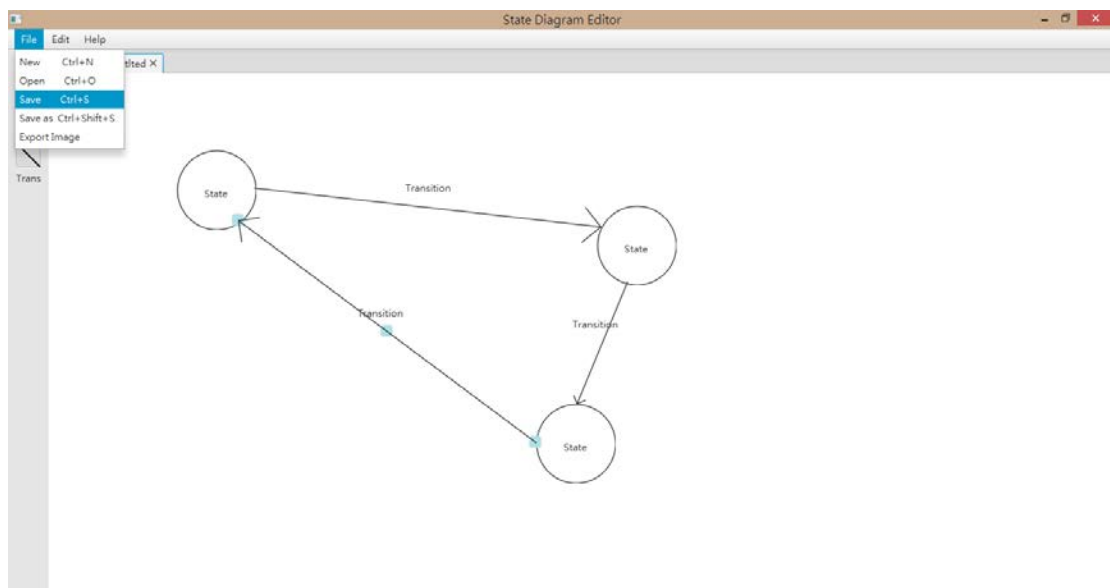 State Diagram Editor
File Edit Help
New Ctrl+N
Open Ctrl+O
Save Ctrl+S
Save as Ctrl+Shift+S
Export Image
Trans
State
Transition
State
Transition
Transition
State